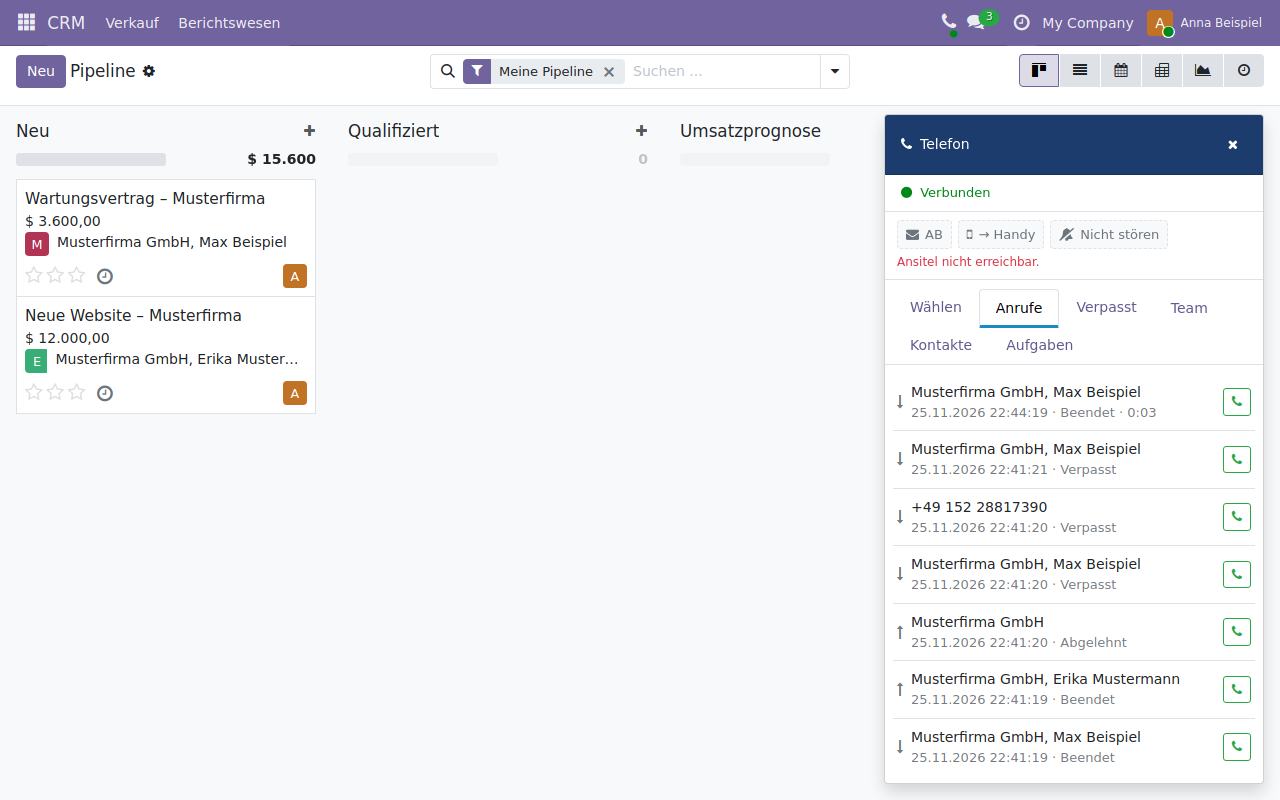 CRM Verkauf Berichtswesen 3 My Company A Anna Beispiel
Neu Pipeline Meine Pipeline Suchen ...
Neu
$ 15.600
Wartungsvertrag – Musterfirma
$ 3.600,00
M Musterfirma GmbH, Max Beispiel
A
Neue Website – Musterfirma
$ 12.000,00
E Musterfirma GmbH, Erika Muster...
A
Qualifiziert
0
Umsatzprognose
Telefon
Verbunden
AB → Handy Nicht stören
Ansitel nicht erreichbar.
Wählen Anrufe Verpasst Team
Kontakte Aufgaben
Musterfirma GmbH, Max Beispiel
25.11.2026 22:44:19 · Beendet · 0:03
Musterfirma GmbH, Max Beispiel
25.11.2026 22:41:21 · Verpasst
+49 152 28817390
25.11.2026 22:41:20 · Verpasst
Musterfirma GmbH, Max Beispiel
25.11.2026 22:41:20 · Verpasst
Musterfirma GmbH
25.11.2026 22:41:20 · Abgelehnt
Musterfirma GmbH, Erika Mustermann
25.11.2026 22:41:19 · Beendet
Musterfirma GmbH, Max Beispiel
25.11.2026 22:41:19 · Beendet